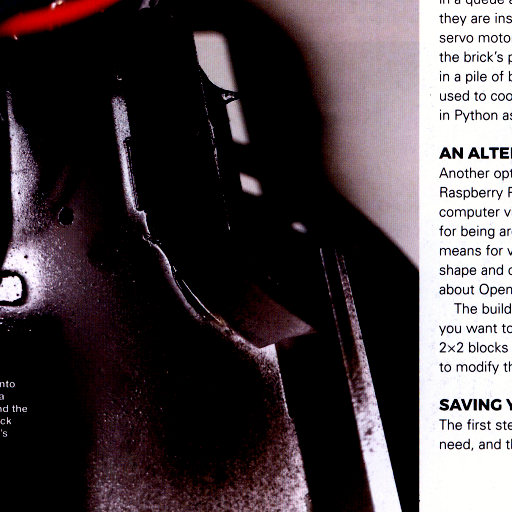 nto
a
nd the
ck
's
in a queue a
they are ins
servo moto
the brick's p
in a pile of b
used to coo
in Python as
AN ALTE
Another opt
Raspberry P
computer v
for being ar
means for v
shape and c
about Open
The build
you want to
2×2 blocks
to modify th
SAVING Y
The first ste
need, and th